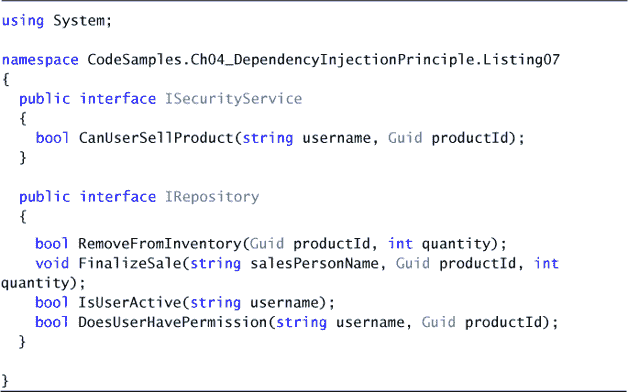 using System;
namespace CodeSamples.Ch04_DependencyInjectionPrinciple.Listing07
{
public interface ISecurityService
{
bool CanUserSellProduct(string username, Guid productId);
}
public interface IRepository
{
bool RemoveFromInventory(Guid productId, int quantity);
void FinalizeSale(string salesPersonName, Guid productId, int
quantity);
bool IsUserActive(string username);
bool DoesUserHavePermission(string username, Guid productId);
}
}